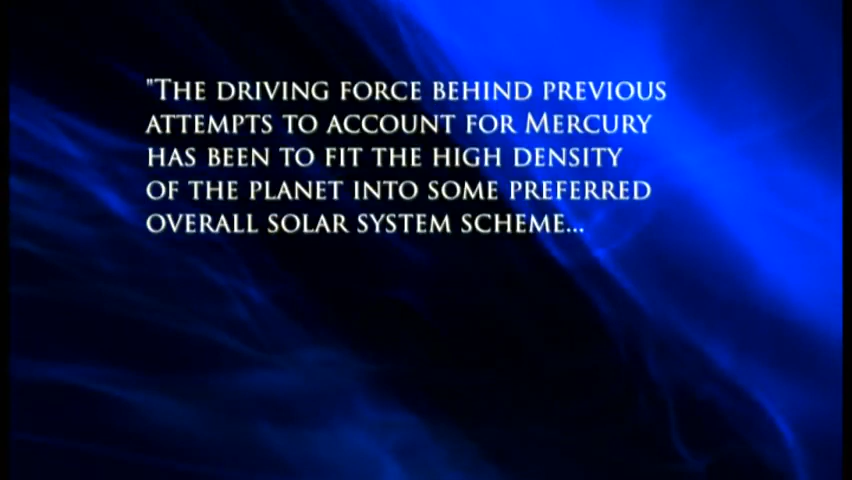 "The driving force behind previous
attempts to account for Mercury
has been to fit the high density
of the planet into some preferred
overall solar system scheme...